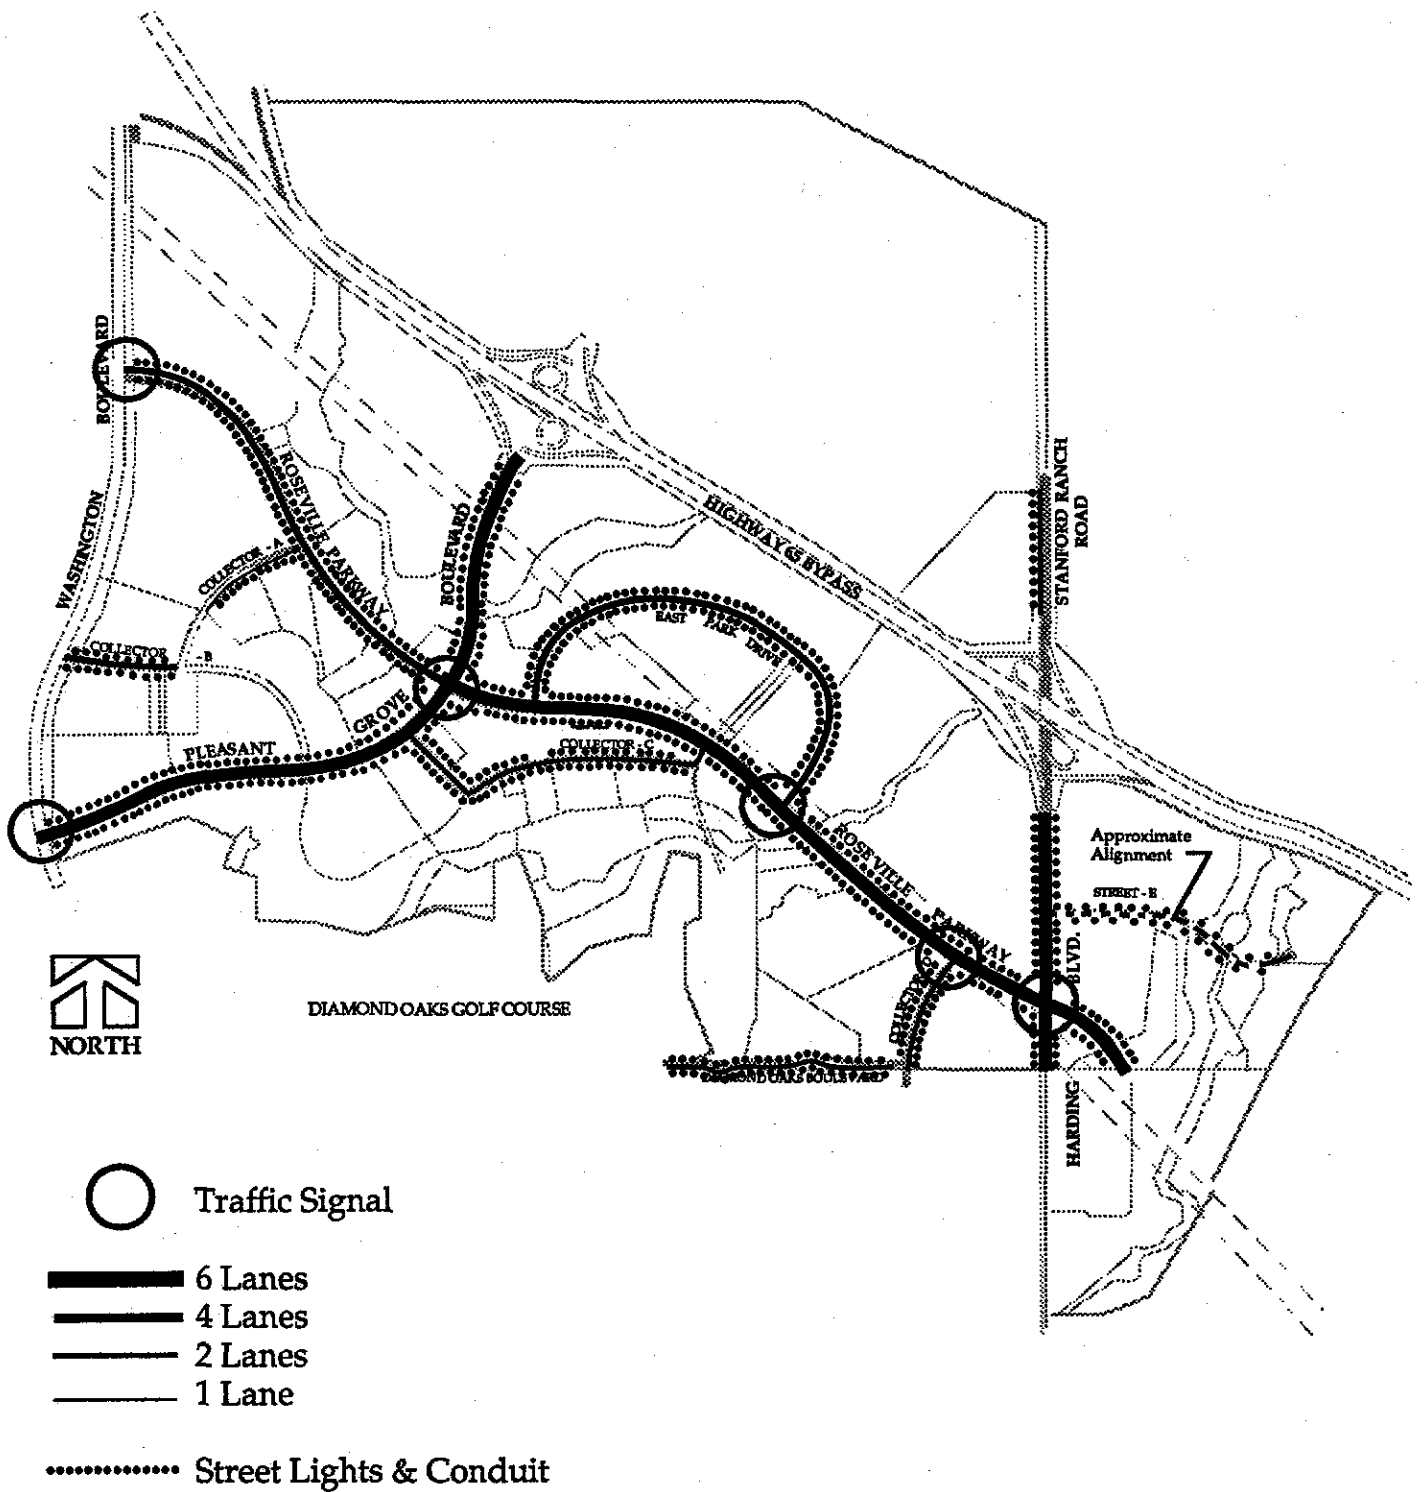 BOULEVARD
WASHINGTON
ROSEVILLE PARKWAY
COLLECTOR - A
COLLECTOR - B
BOULEVARD
GROVE
PLEASANT
COLLECTOR - C
EAST PARK DRIVE
HIGHWAY 65 BYPASS
STANFORD RANCH
ROAD
ROSEVILLE
PARKWAY
Approximate
Alignment
STREET - E
BLVD.
COLLECTOR
HARDING
DIAMOND OAKS BOULEVARD
DIAMOND OAKS GOLF COURSE
NORTH
Traffic Signal
6 Lanes
4 Lanes
2 Lanes
1 Lane
Street Lights & Conduit